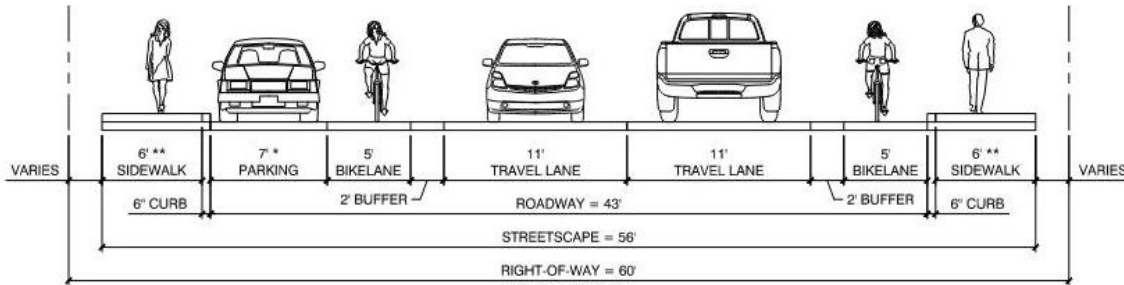 6' ** 7' * 5' 11' 11' 5' 6' **
VARIES SIDEWALK PARKING BIKELANE TRAVEL LANE TRAVEL LANE BIKELANE SIDEWALK VARIES
6" CURB 2' BUFFER ROADWAY = 43' 2' BUFFER 6" CURB
STREETSCAPE = 56'
RIGHT-OF-WAY = 60'